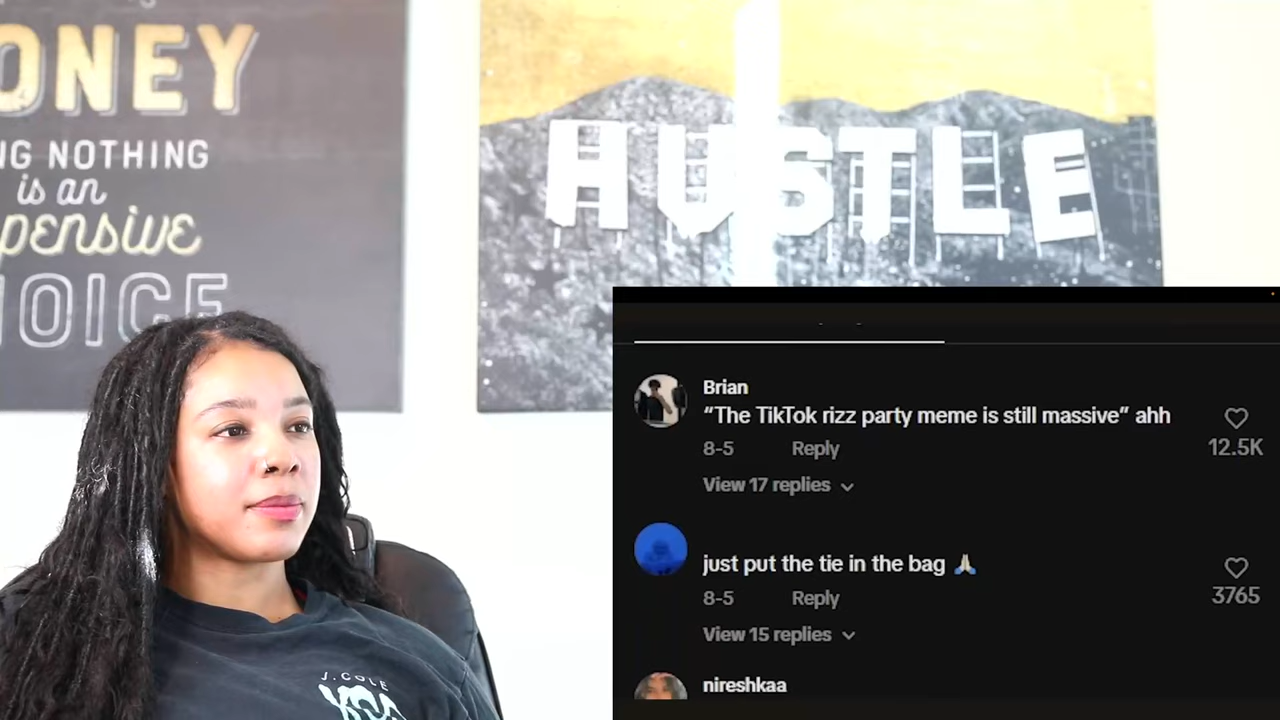 ONEY
NG NOTHING
is an
pensive
HOICE
HUSTLE
J.COLE
Brian
“The TikTok rizz party meme is still massive” ahh
12.5K
8-5 Reply
View 17 replies
just put the tie in the bag 🙏🏻
3765
8-5 Reply
View 15 replies
nireshkaa